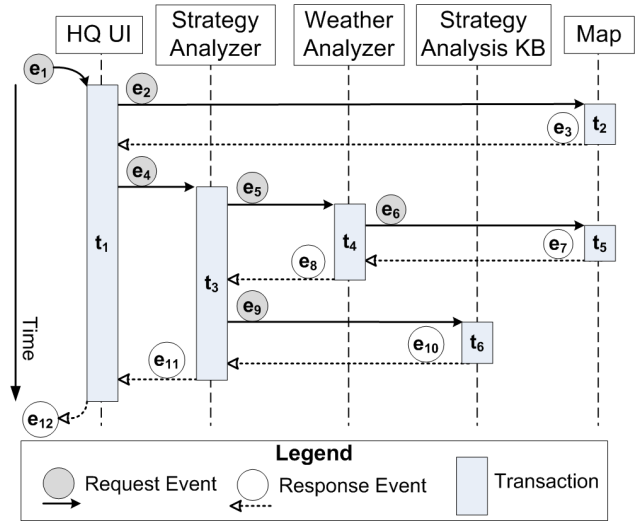 HQ UI
Strategy
Analyzer
Weather
Analyzer
Strategy
Analysis KB
Map
e₁
e₂
e₃
t₂
e₄
e₅
e₆
t₁
t₃
t₄
e₇
t₅
e₈
e₉
e₁₀
t₆
e₁₁
Time
e₁₂
Legend
Request Event
Response Event
Transaction